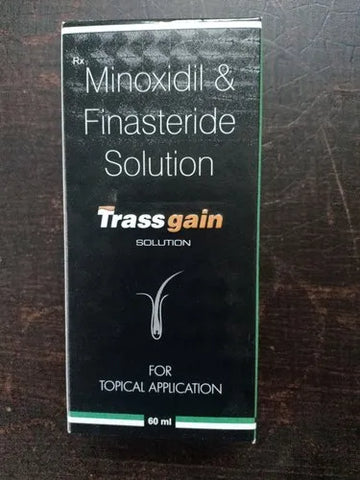 Rx
Minoxidil &
Finasteride
Solution
Trassgain
SOLUTION
FOR
TOPICAL APPLICATION
60 ml